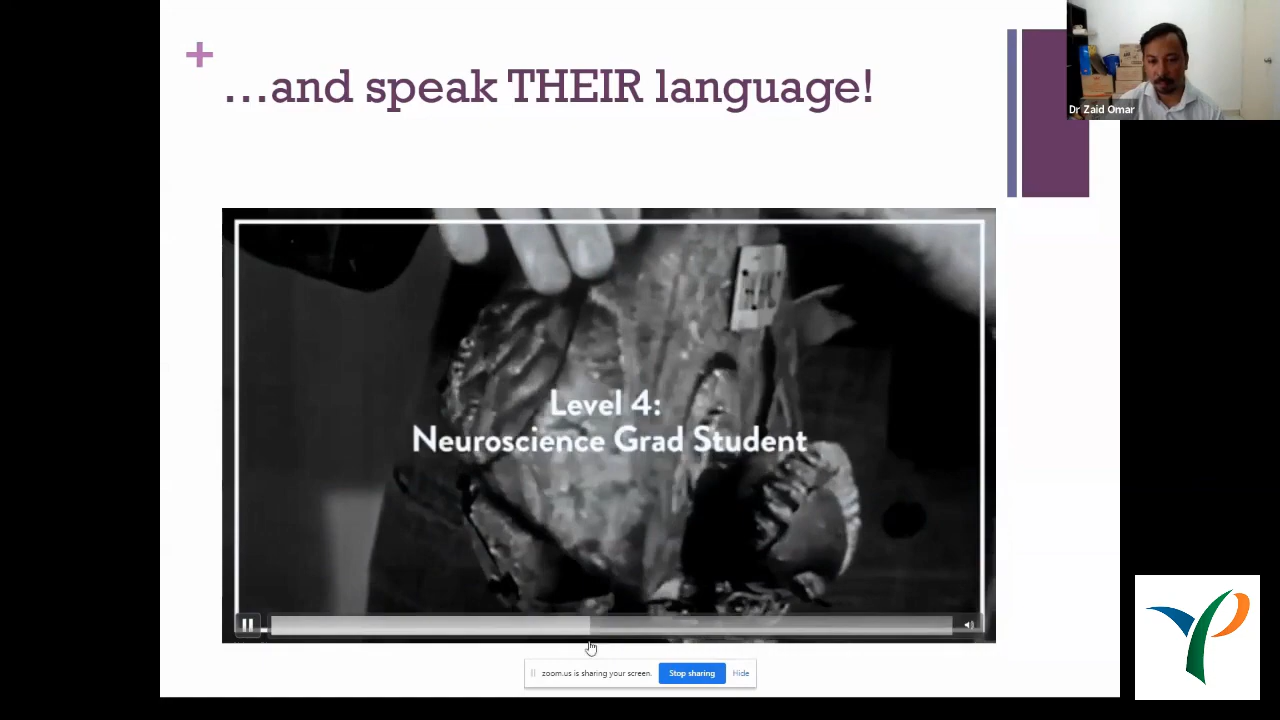 +
…and speak THEIR language!
Dr Zaid Omar
Level 4:
Neuroscience Grad Student
zoom.us is sharing your screen.
Stop sharing
Hide